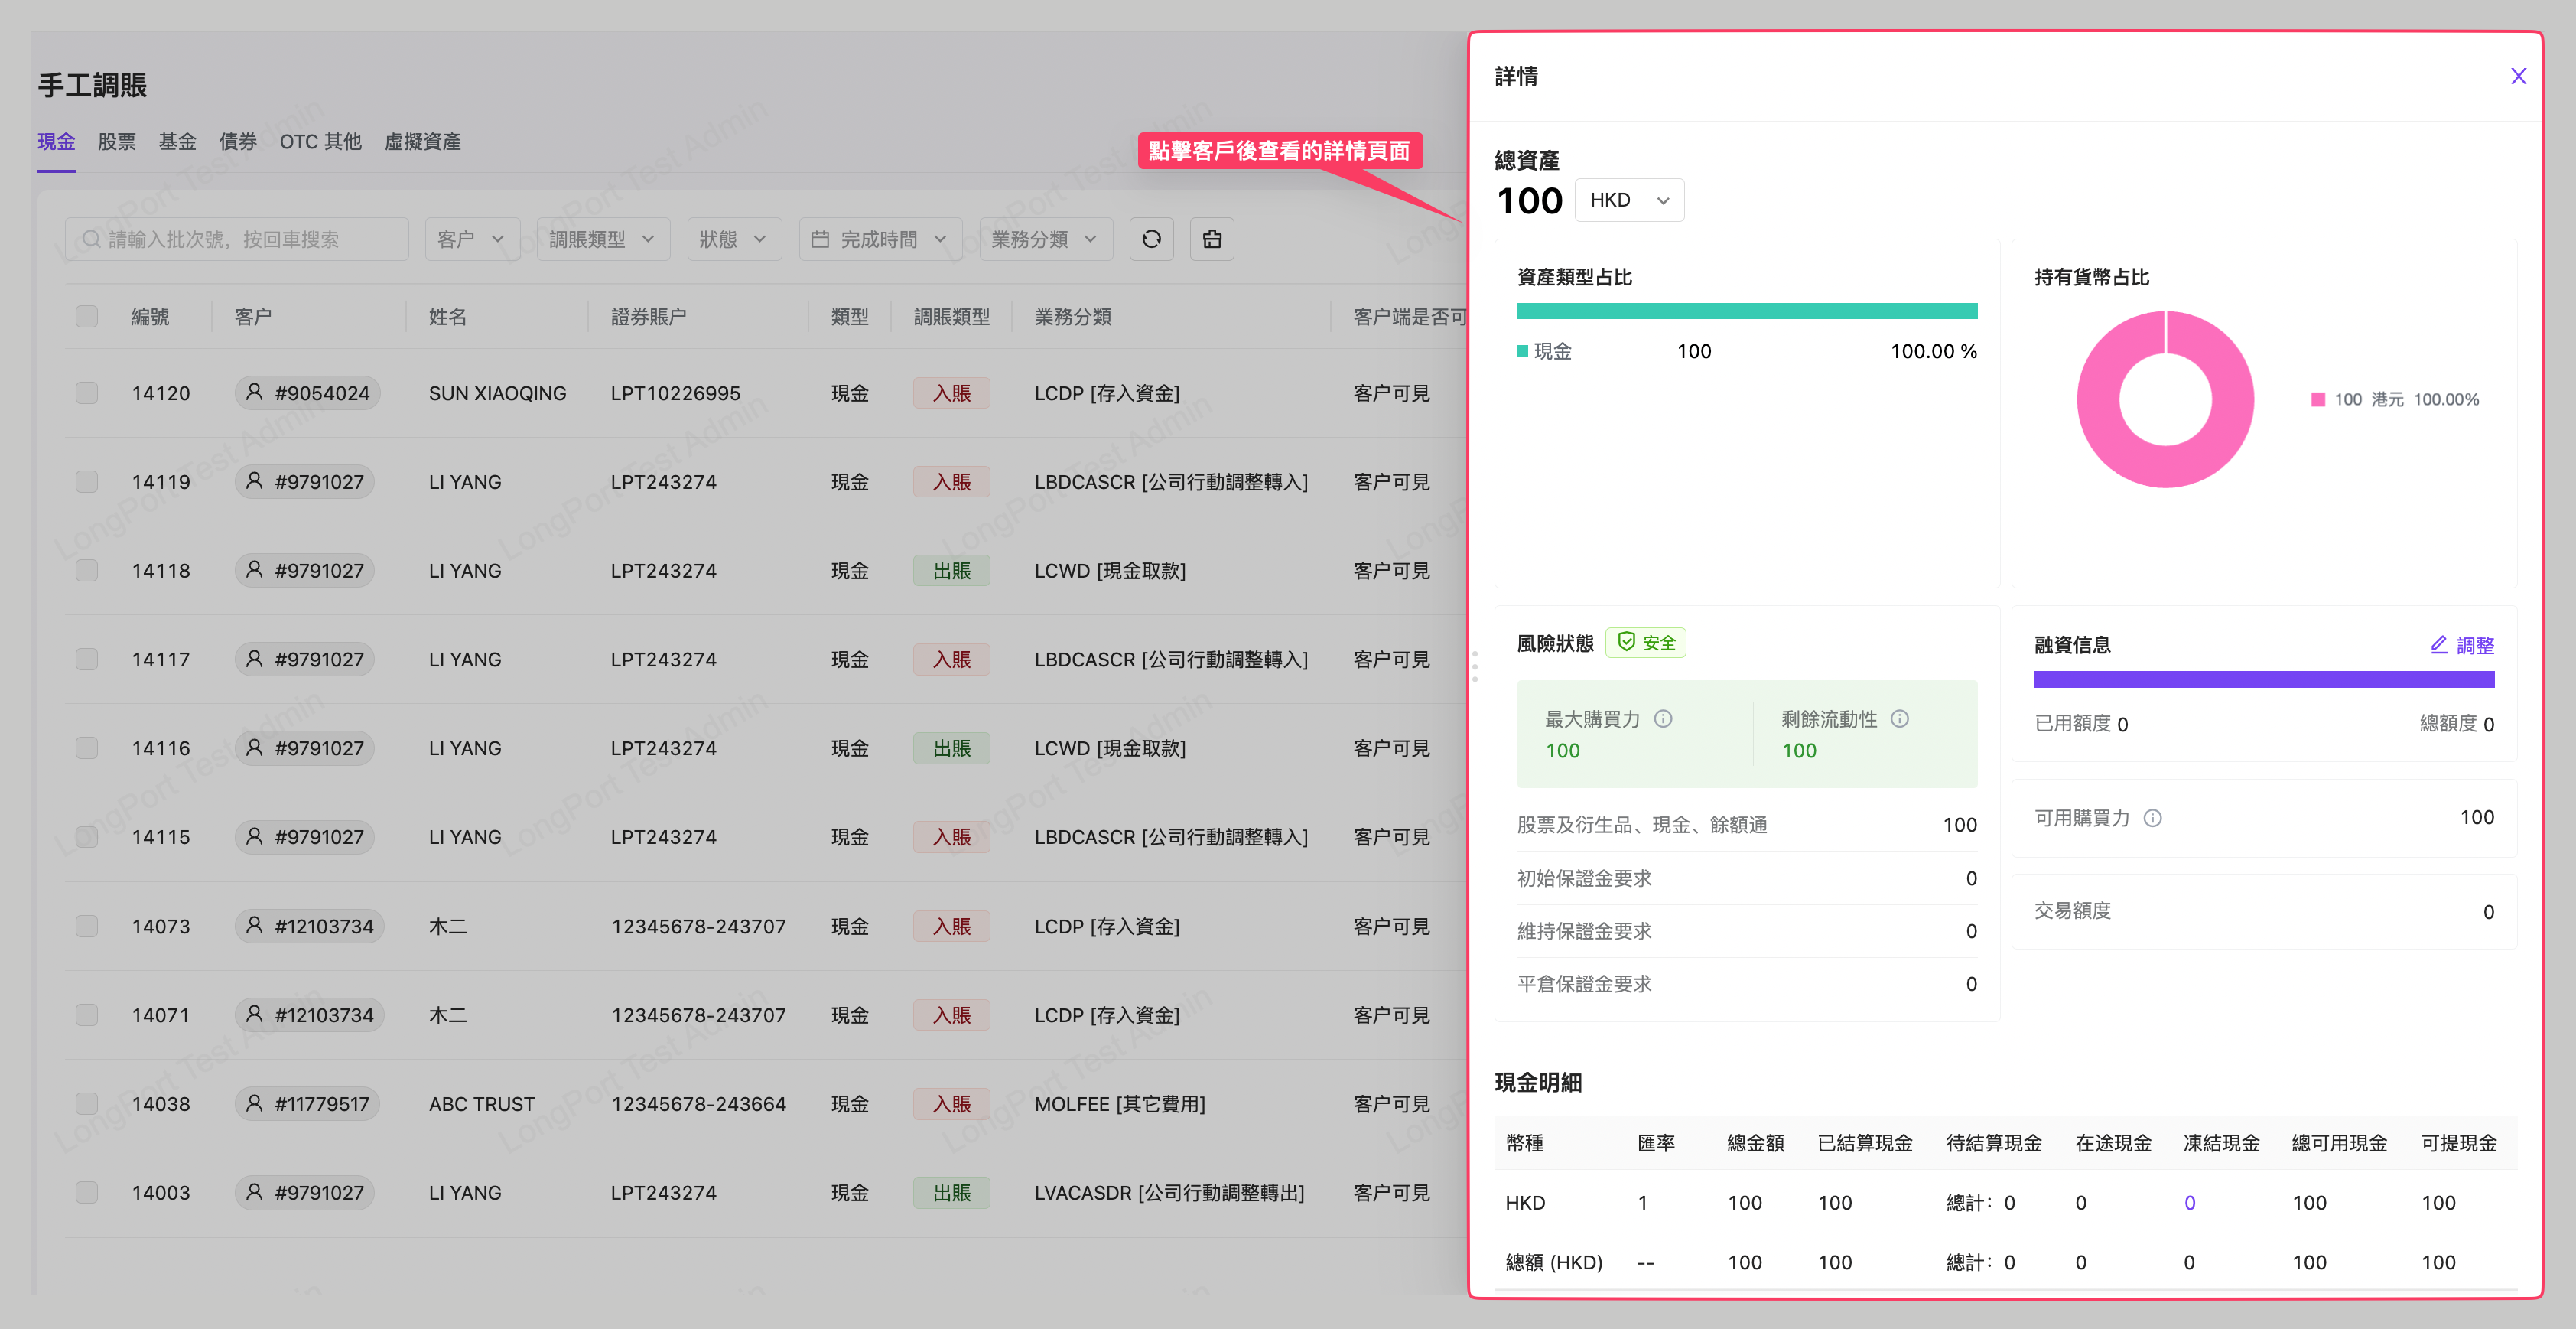 手工調賬
現金 股票 基金 債券 OTC 其他 虛擬資產
請輸入批次號，按回車搜索 客户 調賬類型 狀態 完成時間 業務分類
編號 客户 姓名 證券賬户 類型 調賬類型 業務分類 客户端是否可
14120 #9054024 SUN XIAOQING LPT10226995 現金 入賬 LCDP [存入資金] 客户可見
14119 #9791027 LI YANG LPT243274 現金 入賬 LBDCASCR [公司行動調整轉入] 客户可見
14118 #9791027 LI YANG LPT243274 現金 出賬 LCWD [現金取款] 客户可見
14117 #9791027 LI YANG LPT243274 現金 入賬 LBDCASCR [公司行動調整轉入] 客户可見
14116 #9791027 LI YANG LPT243274 現金 出賬 LCWD [現金取款] 客户可見
14115 #9791027 LI YANG LPT243274 現金 入賬 LBDCASCR [公司行動調整轉入] 客户可見
14073 #12103734 木二 12345678-243707 現金 入賬 LCDP [存入資金] 客户可見
14071 #12103734 木二 12345678-243707 現金 入賬 LCDP [存入資金] 客户可見
14038 #11779517 ABC TRUST 12345678-243664 現金 入賬 MOLFEE [其它費用] 客户可見
14003 #9791027 LI YANG LPT243274 現金 出賬 LVACASDR [公司行動調整轉出] 客户可見
LongPort Test Admin
點擊客戶後查看的詳情頁面
詳情
總資產
100 HKD
資產類型占比
現金 100 100.00 %
持有貨幣占比
100 港元 100.00%
風險狀態 安全
最大購買力 剩餘流動性
100 100
股票及衍生品、現金、餘額通 100
初始保證金要求 0
維持保證金要求 0
平倉保證金要求 0
融資信息 調整
已用額度 0 總額度 0
可用購買力 100
交易額度 0
現金明細
幣種 匯率 總金額 已結算現金 待結算現金 在途現金 凍結現金 總可用現金 可提現金
HKD 1 100 100 總計：0 0 0 100 100
總額 (HKD) -- 100 100 總計：0 0 0 100 100